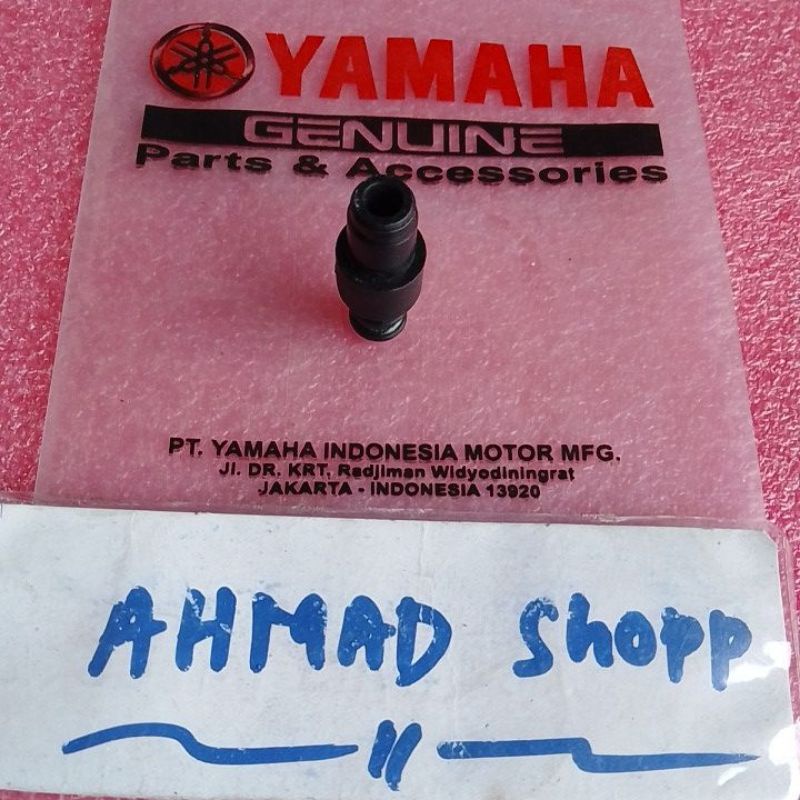 YAMAHA
GENUINE
Parts & Accessories
PT. YAMAHA INDONESIA MOTOR MFG.
Jl. DR. KRT. Radjiman Widyodiningrat
JAKARTA - INDONESIA 13920
AHMAD Shopp